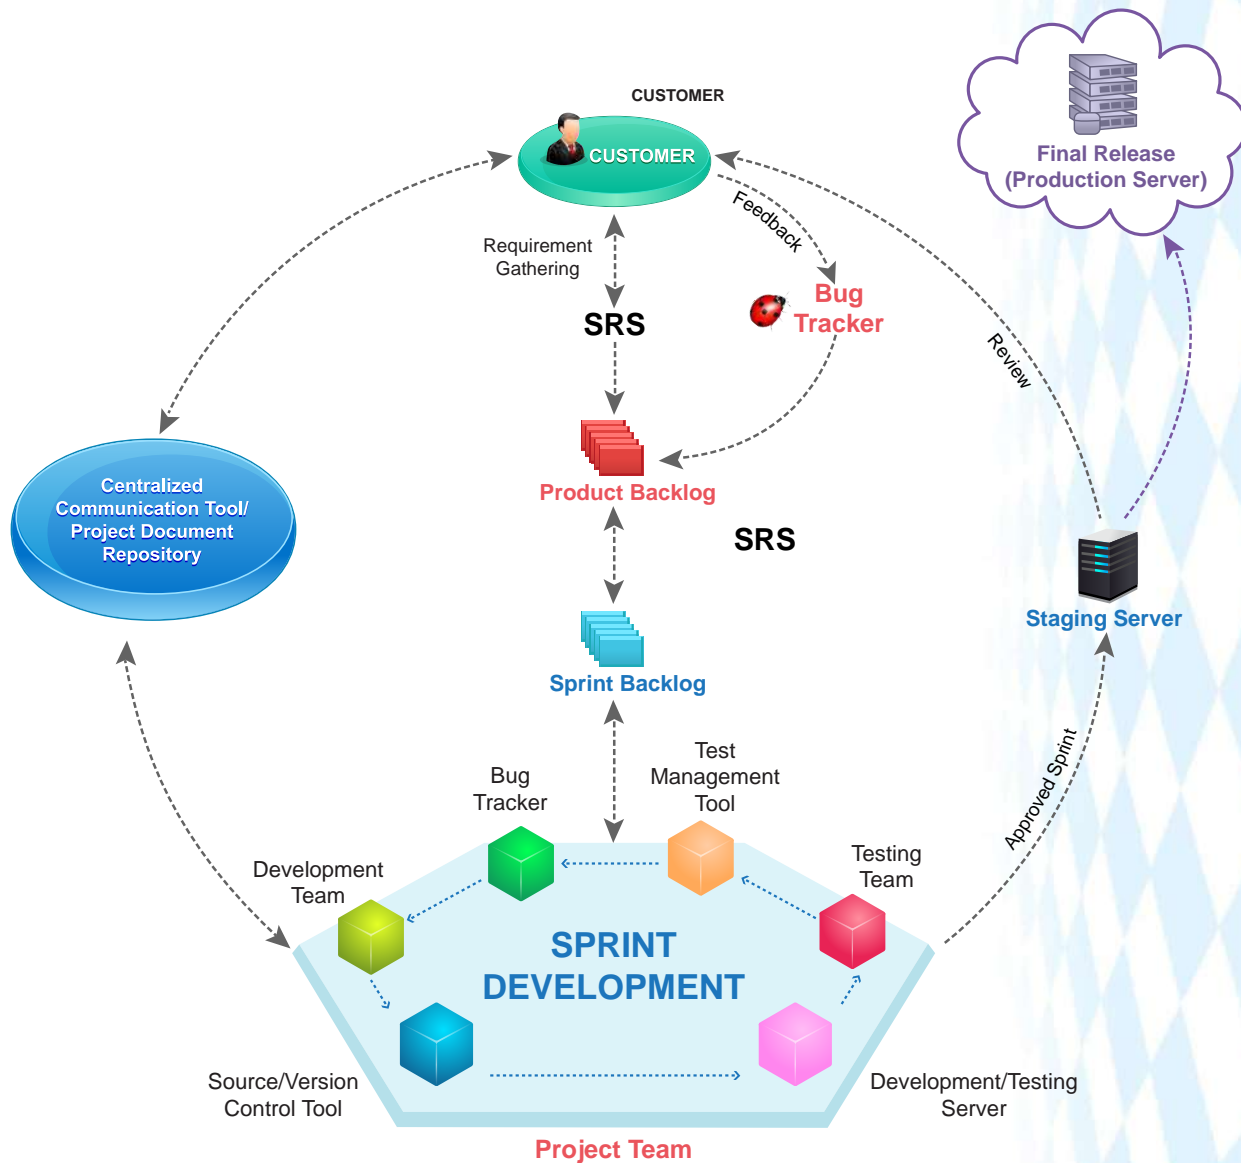 CUSTOMER
CUSTOMER
Final Release
(Production Server)
Feedback
Requirement
Gathering
Bug
Tracker
SRS
Review
Centralized
Communication Tool/
Project Document
Repository
Product Backlog
SRS
Staging Server
Sprint Backlog
Approved Sprint
Bug
Tracker
Test
Management
Tool
Development
Team
Testing
Team
SPRINT
DEVELOPMENT
Source/Version
Control Tool
Development/Testing
Server
Project Team